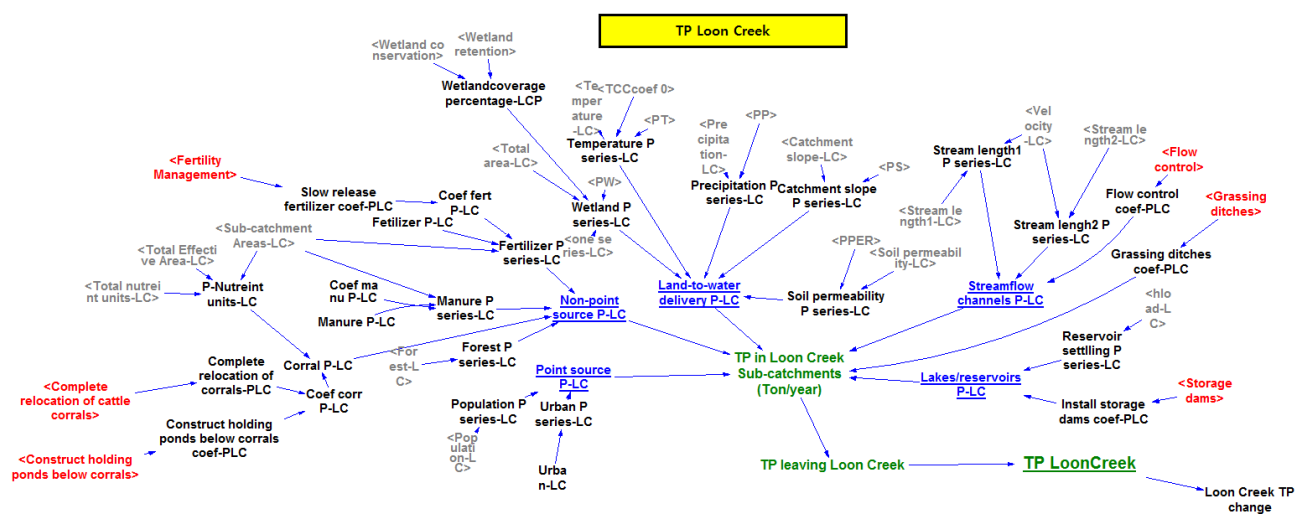 TP Loon Creek
<Wetland co
nservation>
<Wetland
retention>
Wetlandcoverage
percentage-LCP
<Te
mper
ature
-LC>
<TCCcoef 0>
<PT>
Temperature P
series-LC
<Total
area-LC>
<PW>
Wetland P
series-LC
<one se
ries-LC>
<Pre
cipita
tion-
LC>
<PP>
Precipitation P
series-LC
<Catchment
slope-LC>
<PS>
Catchment slope
P series-LC
<Vel
ocity
-LC>
<Stream le
ngth2-LC>
Stream length1
P series-LC
<Stream le
ngth1-LC>
Stream lengh2 P
series-LC
<Flow
control>
Flow control
coef-PLC
<Grassing
ditches>
Grassing ditches
coef-PLC
<Fertility
Management>
Slow release
fertilizer coef-PLC
Coef fert
P-LC
Fetilizer P-LC
Fertilizer P
series-LC
<Sub-catchment
Areas-LC>
<Total Effecti
ve Area-LC>
<Total nutrei
nt units-LC>
P-Nutreint
units-LC
Coef ma
nu P-LC
Manure P-LC
Manure P
series-LC
Non-point
source P-LC
Land-to-water
delivery P-LC
<PPER>
<Soil permeabi
lity-LC>
Soil permeability
P series-LC
Streamflow
channels P-LC
<hlo
ad-L
C>
Reservoir
settlling P
series-LC
<For
est-L
C>
Forest P
series-LC
Corral P-LC
Complete
relocation of
corrals-PLC
<Complete
relocation of cattle
corrals>
Coef corr
P-LC
Construct holding
ponds below corrals
coef-PLC
<Construct holding
ponds below corrals>
Point source
P-LC
Population P
series-LC
<Pop
ulati
on-L
C>
Urban P
series-LC
Urba
n-LC
TP in Loon Creek
Sub-catchments
(Ton/year)
Lakes/reservoirs
P-LC
Install storage
dams coef-PLC
<Storage
dams>
TP leaving Loon Creek
TP LoonCreek
Loon Creek TP
change